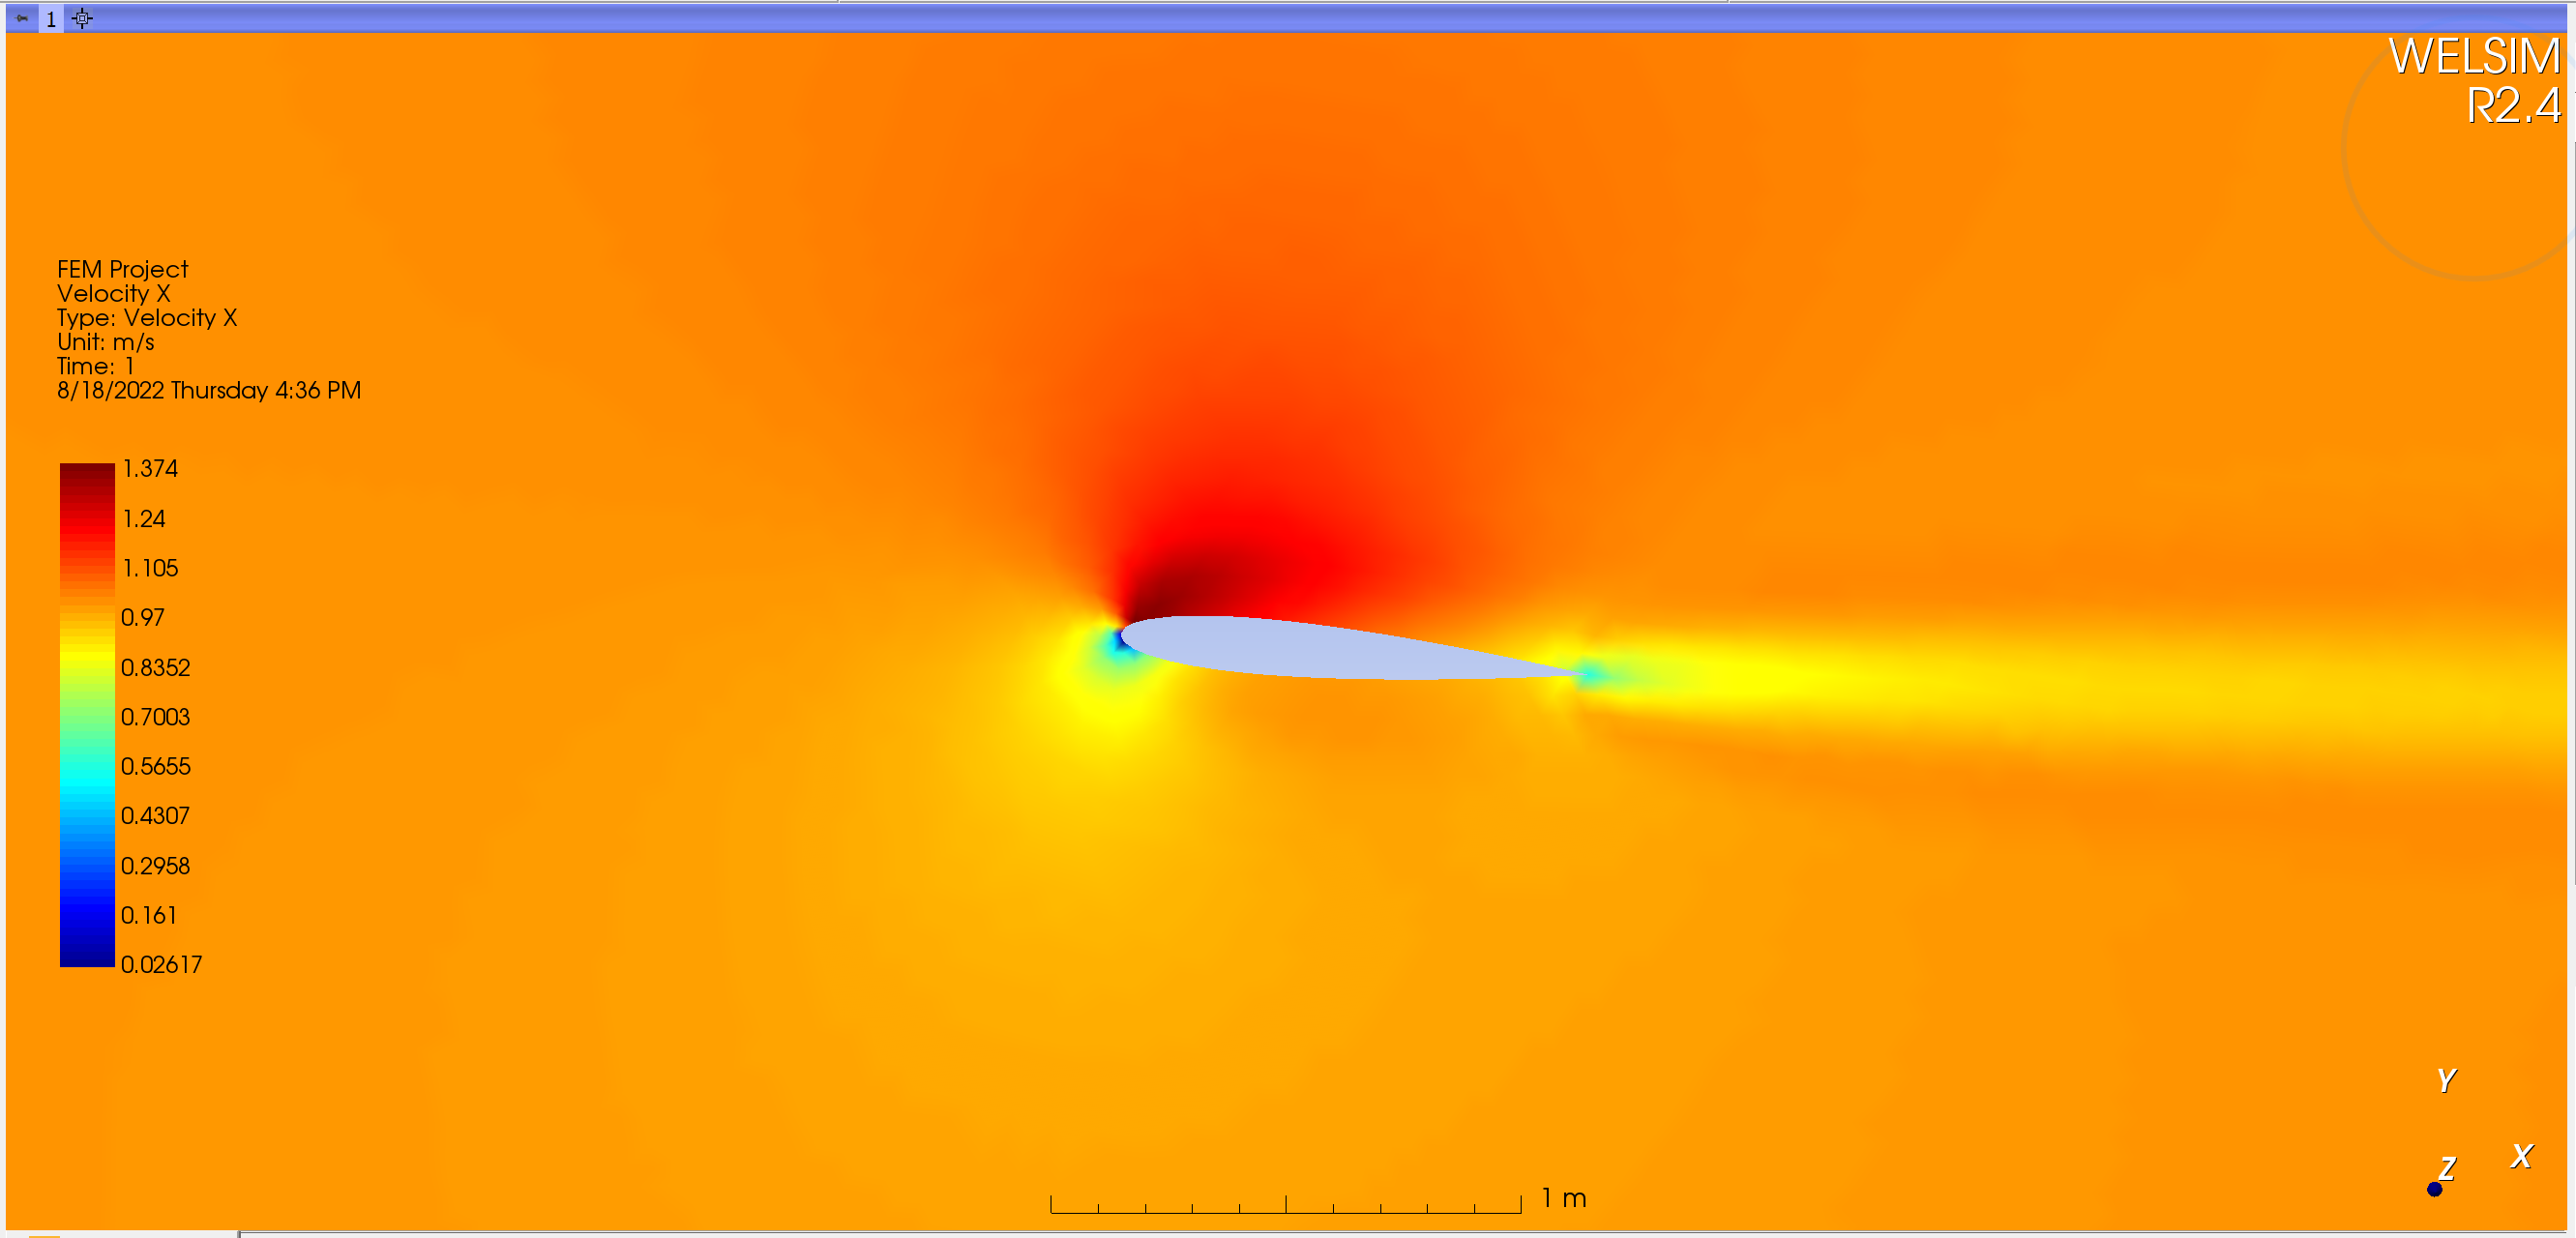 1
WELSIM
R2.4
FEM Project
Velocity X
Type: Velocity X
Unit: m/s
Time: 1
8/18/2022 Thursday 4:36 PM
1.374
1.24
1.105
0.97
0.8352
0.7003
0.5655
0.4307
0.2958
0.161
0.02617
1 m
Y
X
Z